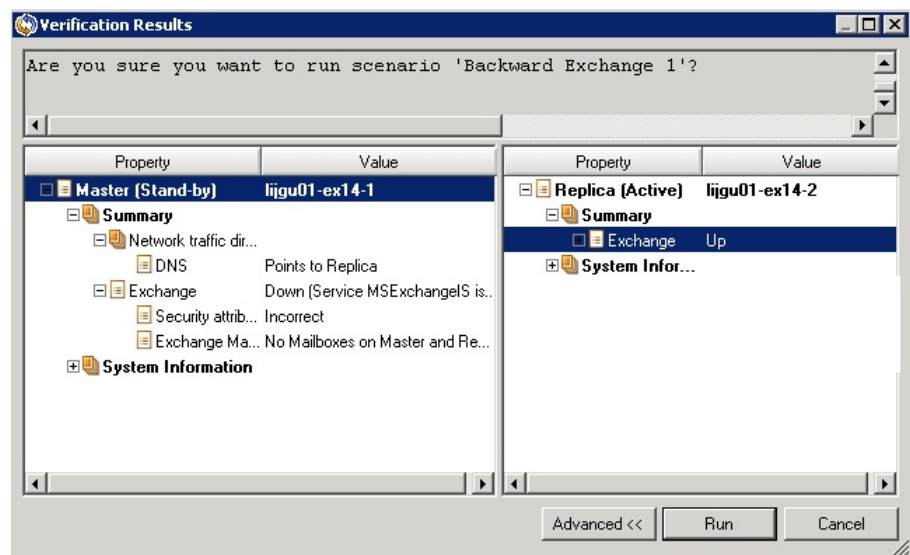 Verification Results
Are you sure you want to run scenario 'Backward Exchange 1'?
Property Value
Master (Stand-by) lijgu01-ex14-1
Summary
Network traffic dir...
DNS Points to Replica
Exchange Down (Service MSExchangeIS is..
Security attrib... Incorrect
Exchange Ma... No Mailboxes on Master and Re...
System Information
Property Value
Replica (Active) lijgu01-ex14-2
Summary
Exchange Up
System Infor...
Advanced << Run Cancel